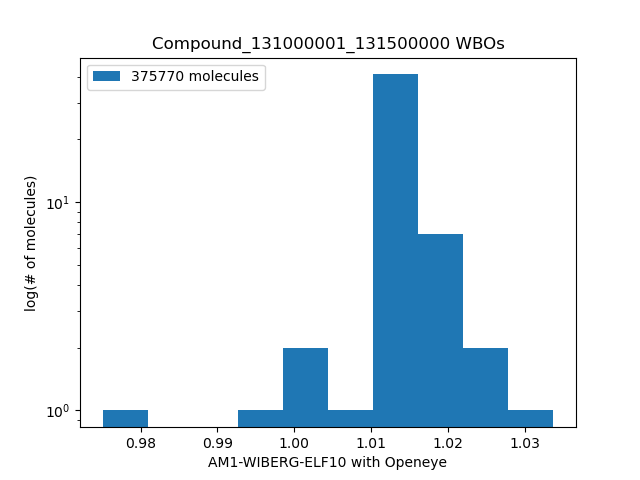 Compound_131000001_131500000 WBOs
375770 molecules
log(# of molecules)
10¹
10⁰
0.98 0.99 1.00 1.01 1.02 1.03
AM1-WIBERG-ELF10 with Openeye